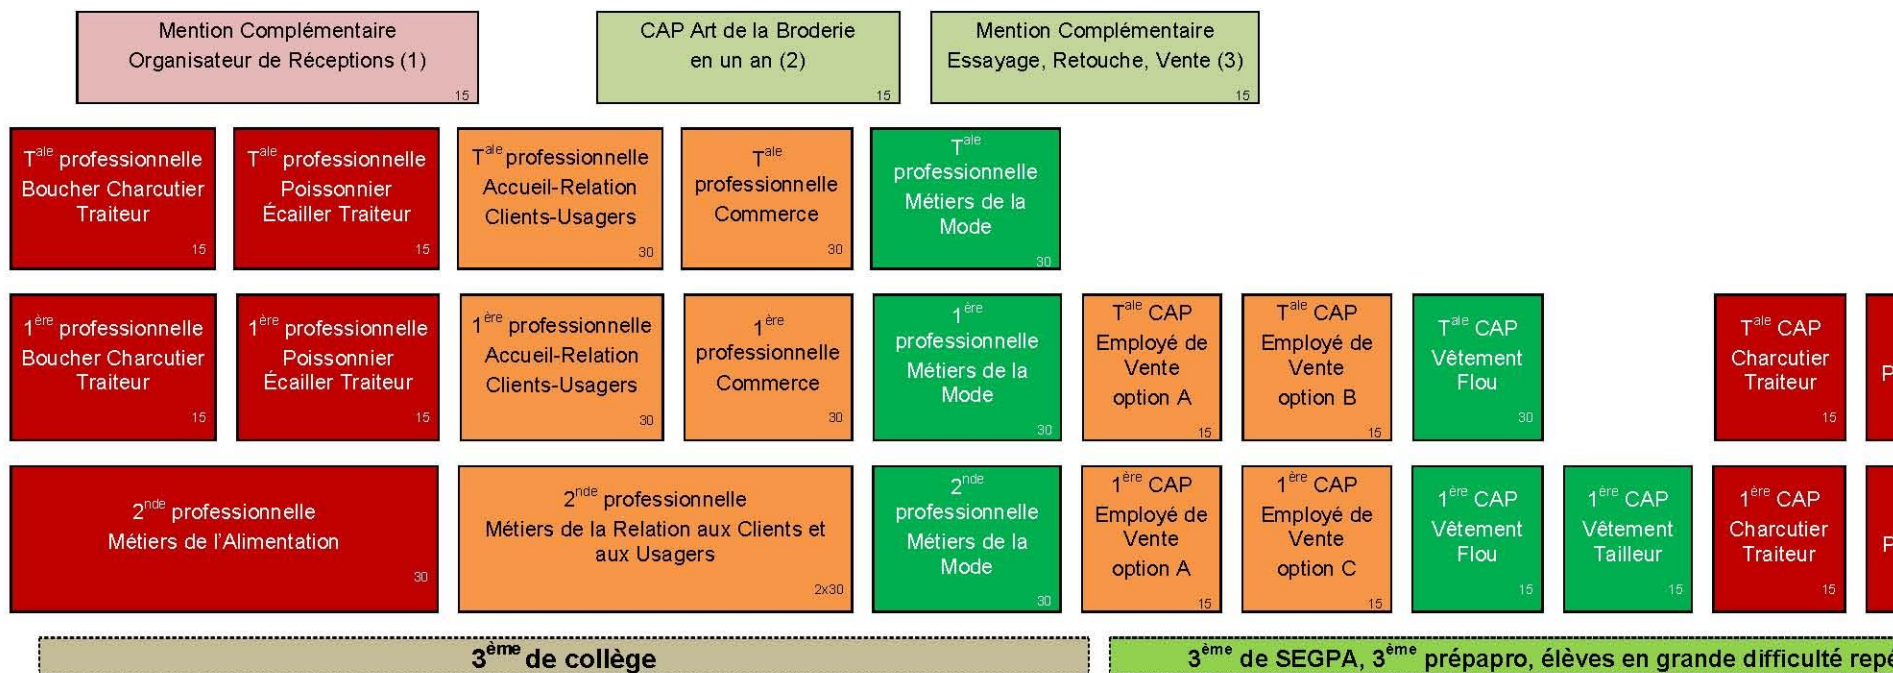 Mention Complémentaire
Organisateur de Réceptions (1)
15
CAP Art de la Broderie
en un an (2)
15
Mention Complémentaire
Essayage, Retouche, Vente (3)
15
Tale professionnelle
Boucher Charcutier
Traiteur
15
Tale professionnelle
Poissonnier
Écailler Traiteur
15
Tale professionnelle
Accueil-Relation
Clients-Usagers
30
Tale
professionnelle
Commerce
30
Tale
professionnelle
Métiers de la
Mode
30
1ère professionnelle
Boucher Charcutier
Traiteur
15
1ère professionnelle
Poissonnier
Écailler Traiteur
15
1ère professionnelle
Accueil-Relation
Clients-Usagers
30
1ère
professionnelle
Commerce
30
1ère
professionnelle
Métiers de la
Mode
30
Tale CAP
Employé de
Vente
option A
15
Tale CAP
Employé de
Vente
option B
15
Tale CAP
Vêtement
Flou
30
Tale CAP
Charcutier
Traiteur
15
P
2nde professionnelle
Métiers de l'Alimentation
30
2nde professionnelle
Métiers de la Relation aux Clients et
aux Usagers
2x30
2nde
professionnelle
Métiers de la
Mode
30
1ère CAP
Employé de
Vente
option A
15
1ère CAP
Employé de
Vente
option C
15
1ère CAP
Vêtement
Flou
15
1ère CAP
Vêtement
Tailleur
15
1ère CAP
Charcutier
Traiteur
15
P
3ème de collège
3ème de SEGPA, 3ème prépapro, élèves en grande difficulté repé